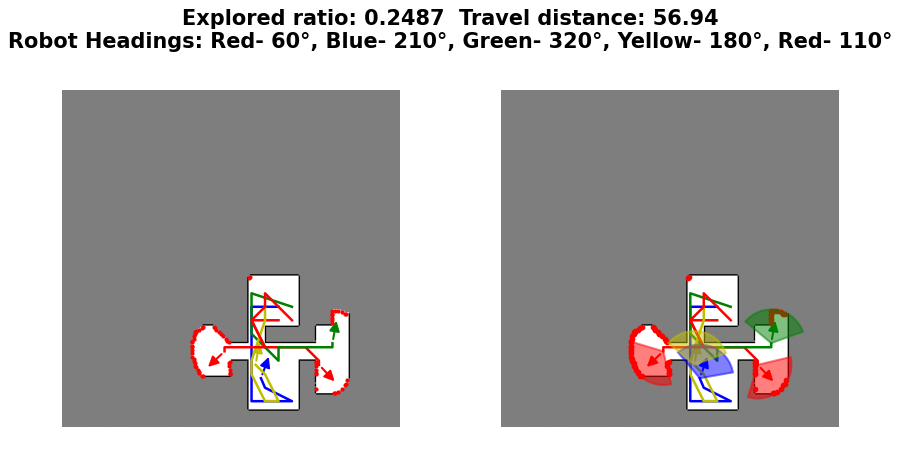 Explored ratio: 0.2487  Travel distance: 56.94
Robot Headings: Red- 60°, Blue- 210°, Green- 320°, Yellow- 180°, Red- 110°